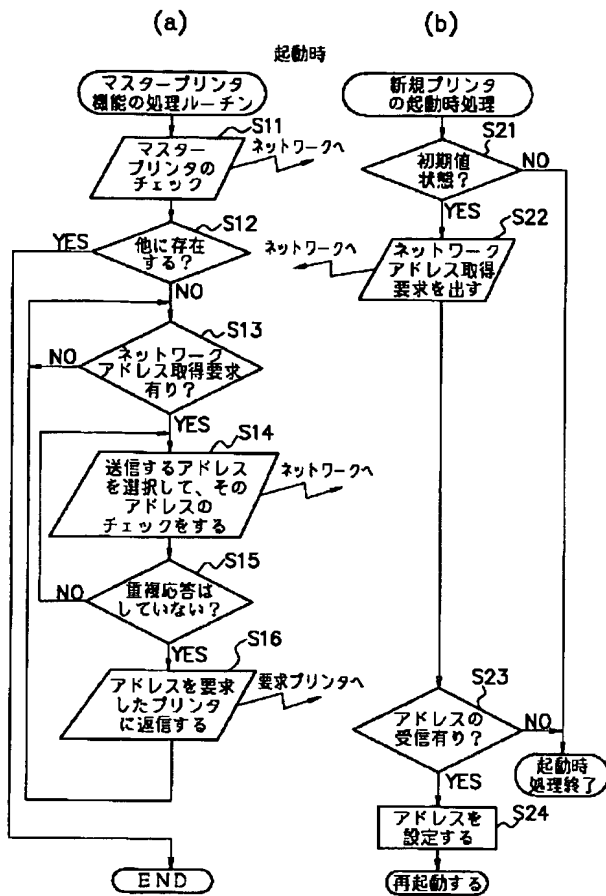 (a)
(b)
起動時
マスタープリンタ
機能の処理ルーチン
S11
マスター
プリンタの
チェック
ネットワークへ
S12
YES
他に存在
する？
NO
S13
NO
ネットワーク
アドレス取得要求
有り？
YES
S14
送信するアドレス
を選択して、その
アドレスの
チェックをする
ネットワークへ
S15
NO
重複応答は
していない？
YES
S16
アドレスを要求
したプリンタ
に返信する
要求プリンタへ
END
新規プリンタ
の起動時処理
S21
初期値
状態？
NO
YES
S22
ネットワークへ
ネットワーク
アドレス取得
要求を出す
S23
アドレスの
受信有り？
NO
YES
起動時
処理終了
S24
アドレスを
設定する
再起動する